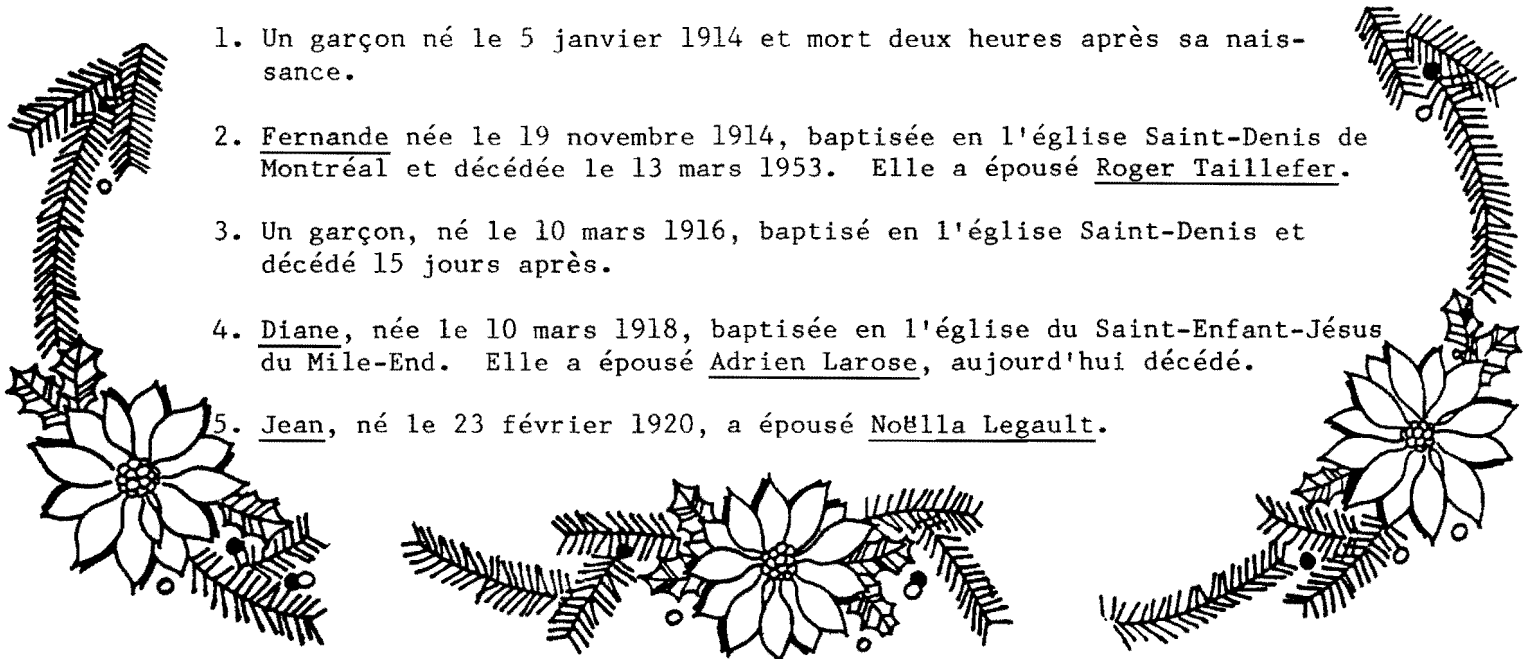 1. Un garçon né le 5 janvier 1914 et mort deux heures après sa nais-
sance.
2. Fernande née le 19 novembre 1914, baptisée en l'église Saint-Denis de
Montréal et décédée le 13 mars 1953. Elle a épousé Roger Taillefer.
3. Un garçon, né le 10 mars 1916, baptisé en l'église Saint-Denis et
décédé 15 jours après.
4. Diane, née le 10 mars 1918, baptisée en l'église du Saint-Enfant-Jésus
du Mile-End. Elle a épousé Adrien Larose, aujourd'hui décédé.
5. Jean, né le 23 février 1920, a épousé Noëlla Legault.